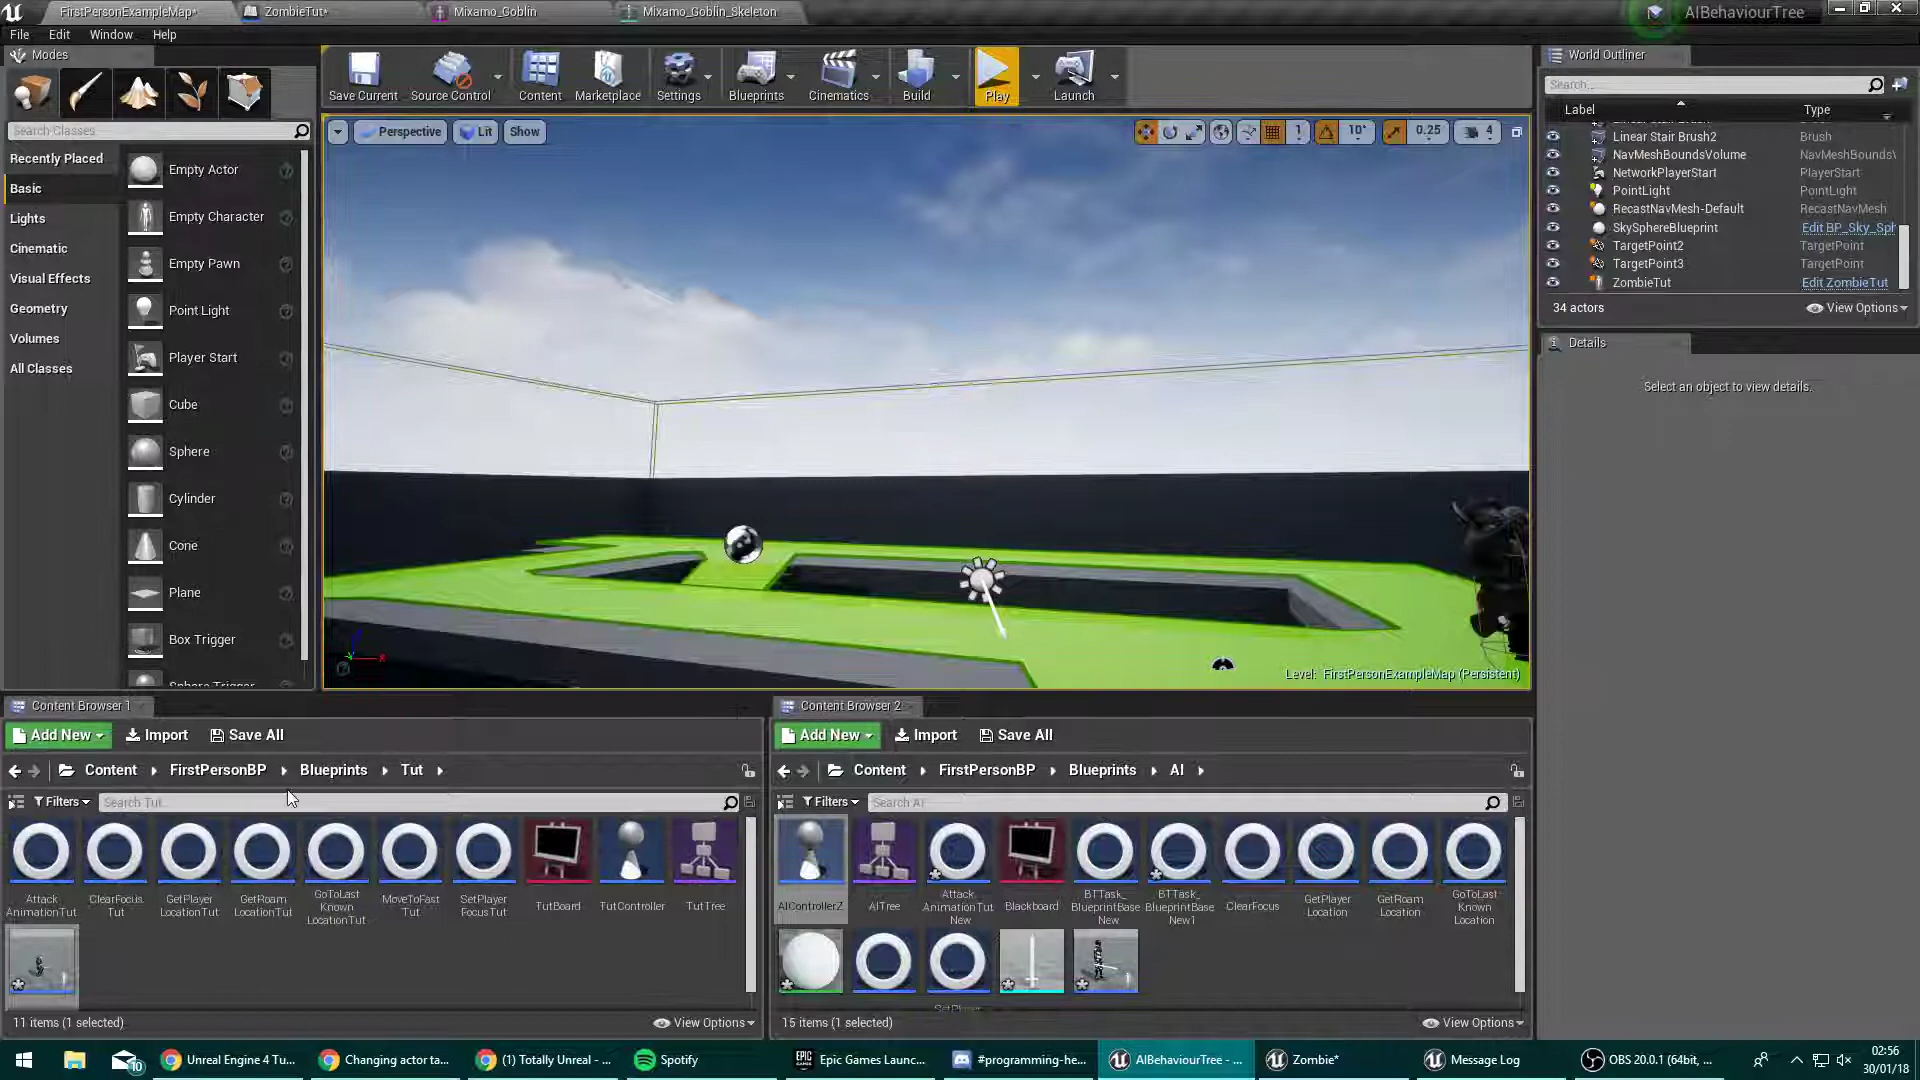 FirstPersonExampleMap*
ZombieTut*
Mixamo_Goblin
Mixamo_Goblin_Skeleton
AIBehaviourTree
File Edit Window Help
Modes
Search Classes
Recently Placed
Basic
Lights
Cinematic
Visual Effects
Geometry
Volumes
All Classes
Empty Actor
Empty Character
Empty Pawn
Point Light
Player Start
Cube
Sphere
Cylinder
Cone
Plane
Box Trigger
Sphere Trigger
Save Current
Source Control
Content
Marketplace
Settings
Blueprints
Cinematics
Build
Play
Launch
Perspective
Lit
Show
1
10°
0.25
4
Level: FirstPersonExampleMap (Persistent)
World Outliner
Search...
Label Type
Linear Stair Brush2 Brush
NavMeshBoundsVolume NavMeshBoundsV
NetworkPlayerStart PlayerStart
PointLight PointLight
RecastNavMesh-Default RecastNavMesh
SkySphereBlueprint Edit BP_Sky_Sph
TargetPoint2 TargetPoint
TargetPoint3 TargetPoint
ZombieTut Edit ZombieTut
34 actors
View Options
Details
Select an object to view details.
Content Browser 1
Add New Import Save All
Content FirstPersonBP Blueprints Tut
Filters
Search Tut
Attack
AnimationTut
ClearFocus
Tut
GetPlayer
LocationTut
GetRoam
LocationTut
GoToLast
Known
LocationTut
MoveToFast
Tut
SetPlayer
FocusTut
TutBoard
TutController
TutTree
11 items (1 selected)
View Options
Content Browser 2
Add New Import Save All
Content FirstPersonBP Blueprints AI
Filters
Search AI
AIControllerZ
AITree
Attack
AnimationTut
New
Blackboard
BTTask_
BlueprintBase
New
BTTask_
BlueprintBase
New1
ClearFocus
GetPlayer
Location
GetRoam
Location
GoToLast
Known
Location
SetPlayer
15 items (1 selected)
View Options
10
Unreal Engine 4 Tu...
Changing actor ta...
(1) Totally Unreal - ...
Spotify
Epic Games Launc...
#programming-he...
AIBehaviourTree - ...
Zombie*
Message Log
OBS 20.0.1 (64bit, ...
02:56
30/01/18